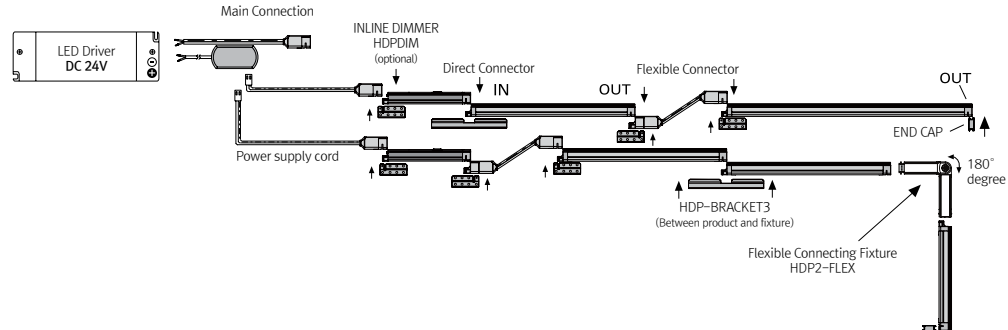 Main Connection
LED Driver
DC 24V
INLINE DIMMER
HDPDIM
(optional)
Direct Connector
IN
OUT
Flexible Connector
OUT
END CAP
Power supply cord
180°
degree
HDP-BRACKET3
(Between product and fixture)
Flexible Connecting Fixture
HDP2-FLEX